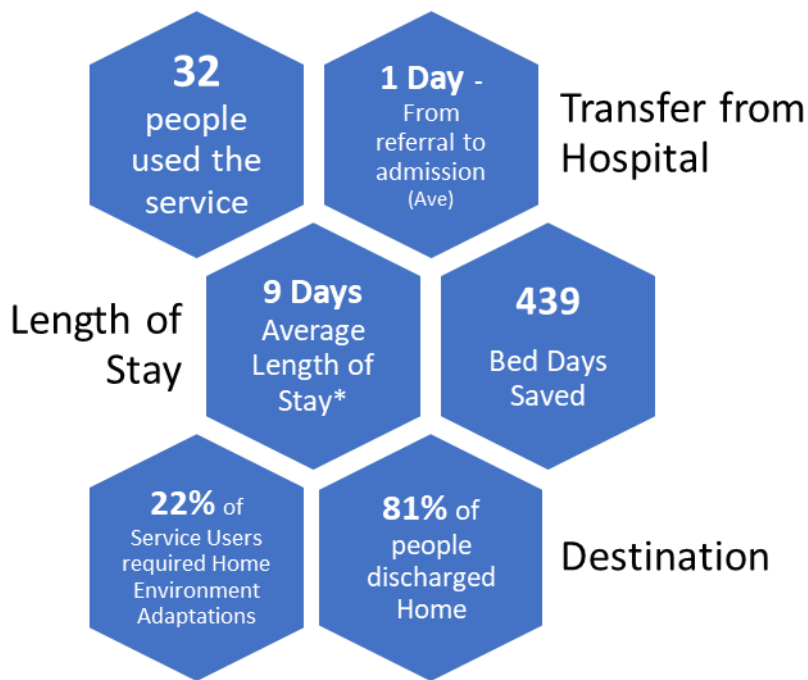 32
people
used the
service
1 Day -
From
referral to
admission
(Ave)
Transfer from
Hospital
Length of
Stay
9 Days
Average
Length of
Stay*
439
Bed Days
Saved
22% of
Service Users
required Home
Environment
Adaptations
81% of
people
discharged
Home
Destination